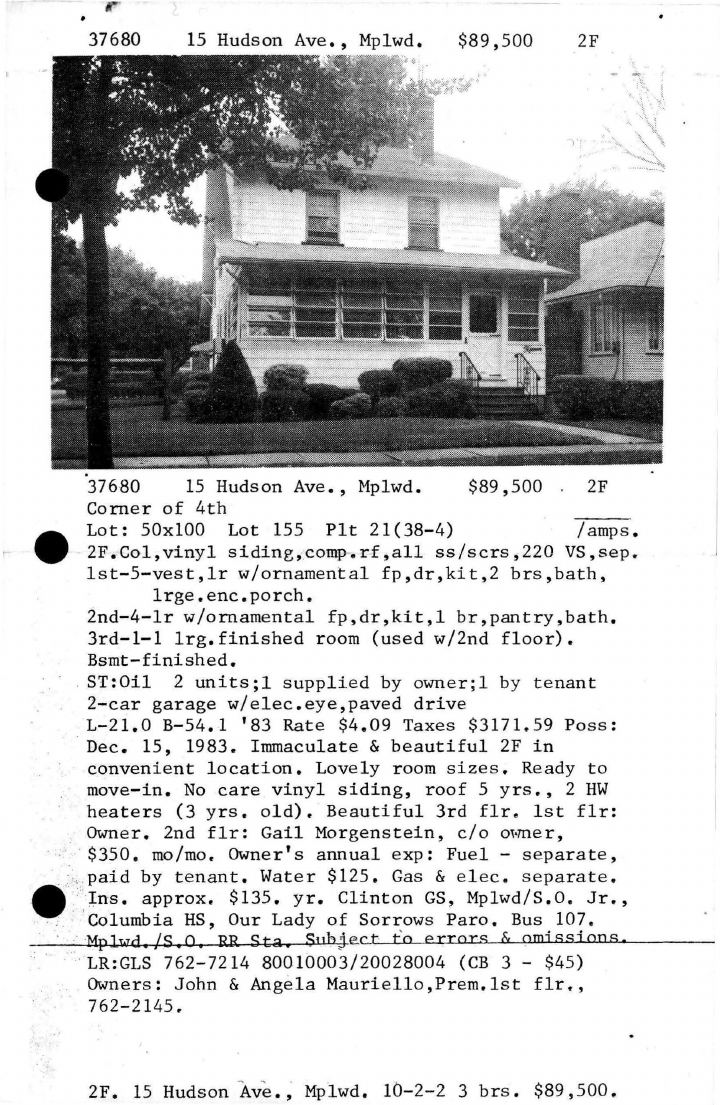 37680 15 Hudson Ave., Mplwd. $89,500 2F
37680 15 Hudson Ave., Mplwd. $89,500 . 2F
Corner of 4th
Lot: 50x100 Lot 155 Plt 21(38-4) /amps.
2F.Col,vinyl siding,comp.rf,all ss/scrs,220 VS,sep.
1st-5-vest,lr w/ornamental fp,dr,kit,2 brs,bath,
lrge.enc.porch.
2nd-4-lr w/ornamental fp,dr,kit,1 br,pantry,bath.
3rd-1-1 lrg.finished room (used w/2nd floor).
Bsmt-finished.
ST:Oil 2 units;1 supplied by owner;1 by tenant
2-car garage w/elec.eye,paved drive
L-21.0 B-54.1 '83 Rate $4.09 Taxes $3171.59 Poss:
Dec. 15, 1983. Immaculate & beautiful 2F in
convenient location. Lovely room sizes. Ready to
move-in. No care vinyl siding, roof 5 yrs., 2 HW
heaters (3 yrs. old). Beautiful 3rd flr. 1st flr:
Owner. 2nd flr: Gail Morgenstein, c/o owner,
$350. mo/mo. Owner's annual exp: Fuel - separate,
paid by tenant. Water $125. Gas & elec. separate.
Ins. approx. $135. yr. Clinton GS, Mplwd/S.O. Jr.,
Columbia HS, Our Lady of Sorrows Paro. Bus 107.
Mplwd./S.O. RR Sta. Subject to errors & omissions.
LR:GLS 762-7214 80010003/20028004 (CB 3 - $45)
Owners: John & Angela Mauriello,Prem.1st flr.,
762-2145.
2F. 15 Hudson Ave., Mplwd. 10-2-2 3 brs. $89,500.